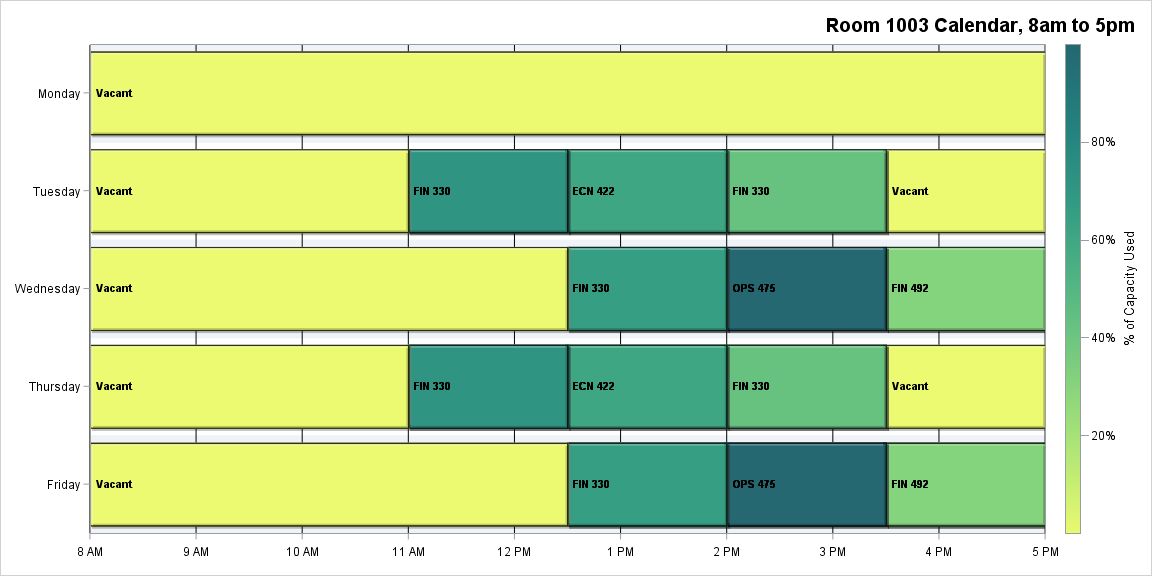 Room 1003 Calendar, 8am to 5pm
Monday
Vacant
Tuesday
Vacant
FIN 330
ECN 422
FIN 330
Vacant
Wednesday
Vacant
FIN 330
OPS 475
FIN 492
Thursday
Vacant
FIN 330
ECN 422
FIN 330
Vacant
Friday
Vacant
FIN 330
OPS 475
FIN 492
8 AM
9 AM
10 AM
11 AM
12 PM
1 PM
2 PM
3 PM
4 PM
5 PM
80%
60%
40%
20%
% of Capacity Used